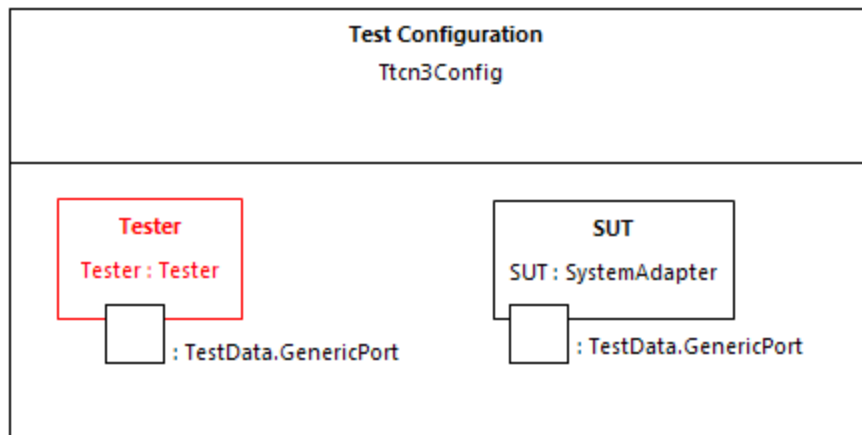 Test Configuration
Ttcn3Config
Tester
Tester : Tester
: TestData.GenericPort
SUT
SUT : SystemAdapter
: TestData.GenericPort